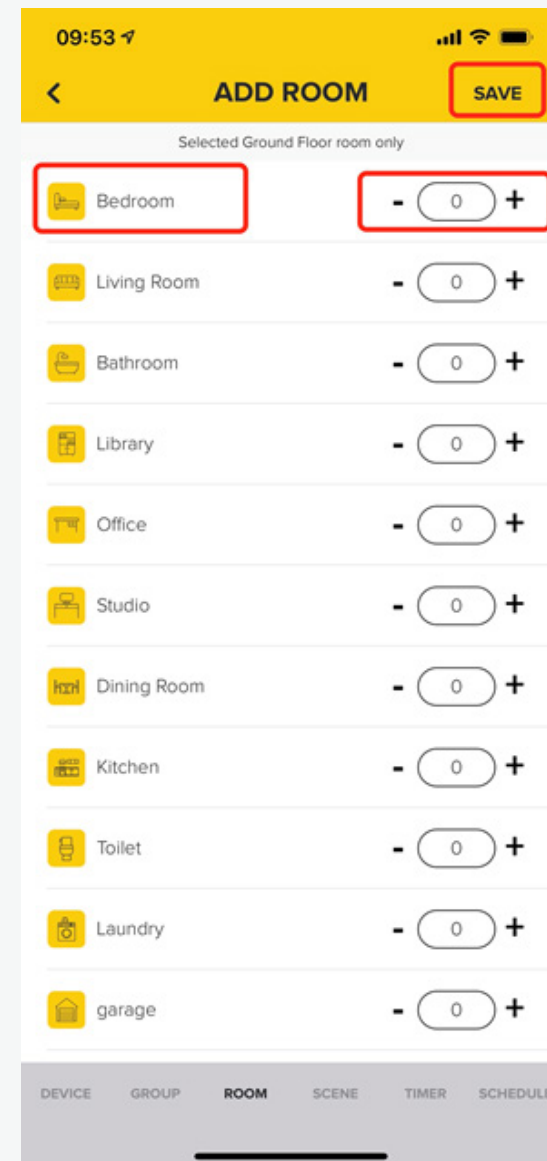 09:53
ADD ROOM SAVE
Selected Ground Floor room only
Bedroom - 0 +
Living Room - 0 +
Bathroom - 0 +
Library - 0 +
Office - 0 +
Studio - 0 +
Dining Room - 0 +
Kitchen - 0 +
Toilet - 0 +
Laundry - 0 +
garage - 0 +
DEVICE GROUP ROOM SCENE TIMER SCHEDUL